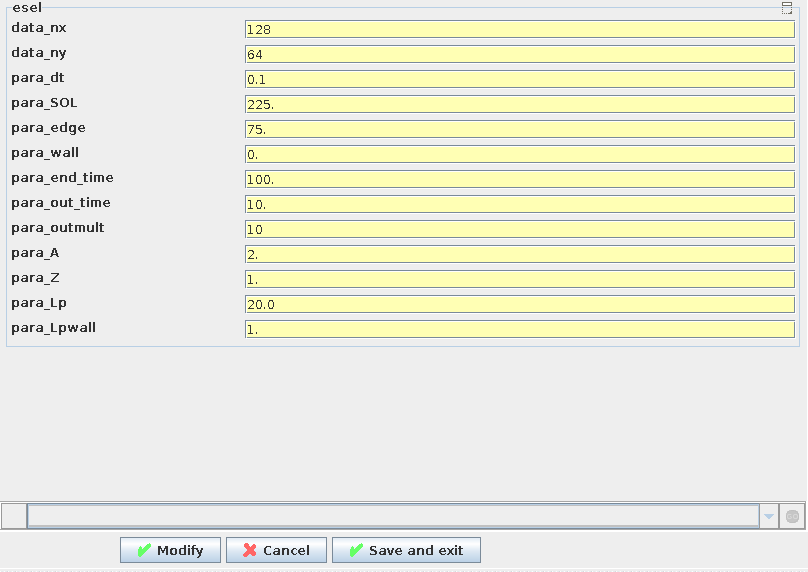 esel
data_nx 128
data_ny 64
para_dt 0.1
para_SOL 225.
para_edge 75.
para_wall 0.
para_end_time 100.
para_out_time 10.
para_outmult 10
para_A 2.
para_Z 1.
para_Lp 20.0
para_Lpwall 1.
Modify Cancel Save and exit